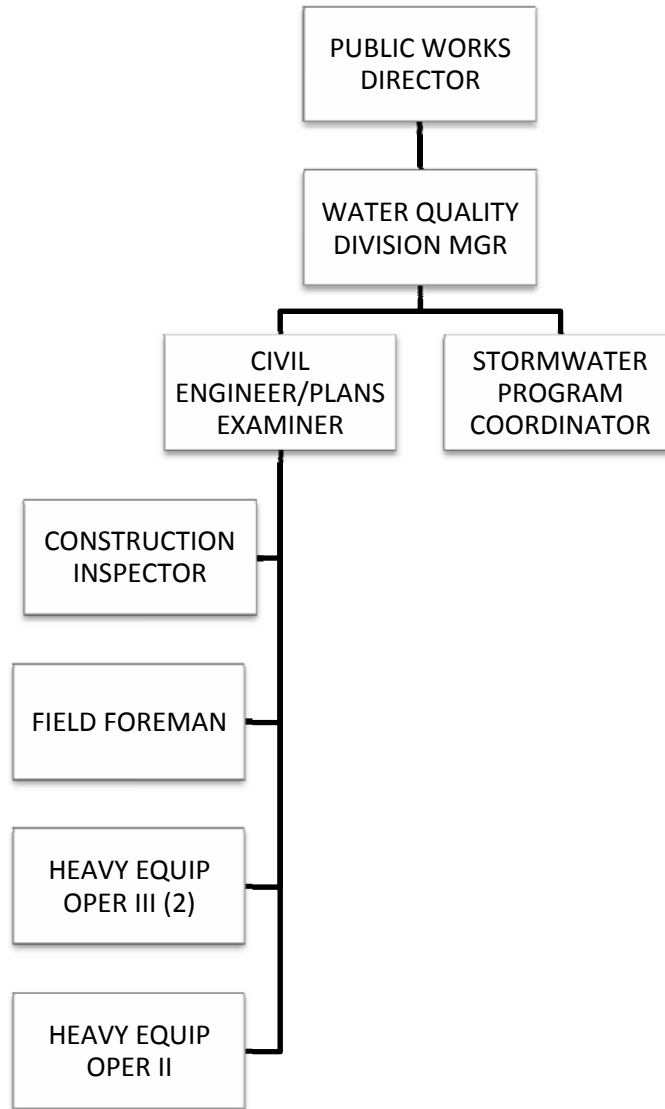 PUBLIC WORKS
DIRECTOR
WATER QUALITY
DIVISION MGR
CIVIL
ENGINEER/PLANS
EXAMINER
STORMWATER
PROGRAM
COORDINATOR
CONSTRUCTION
INSPECTOR
FIELD FOREMAN
HEAVY EQUIP
OPER III (2)
HEAVY EQUIP
OPER II